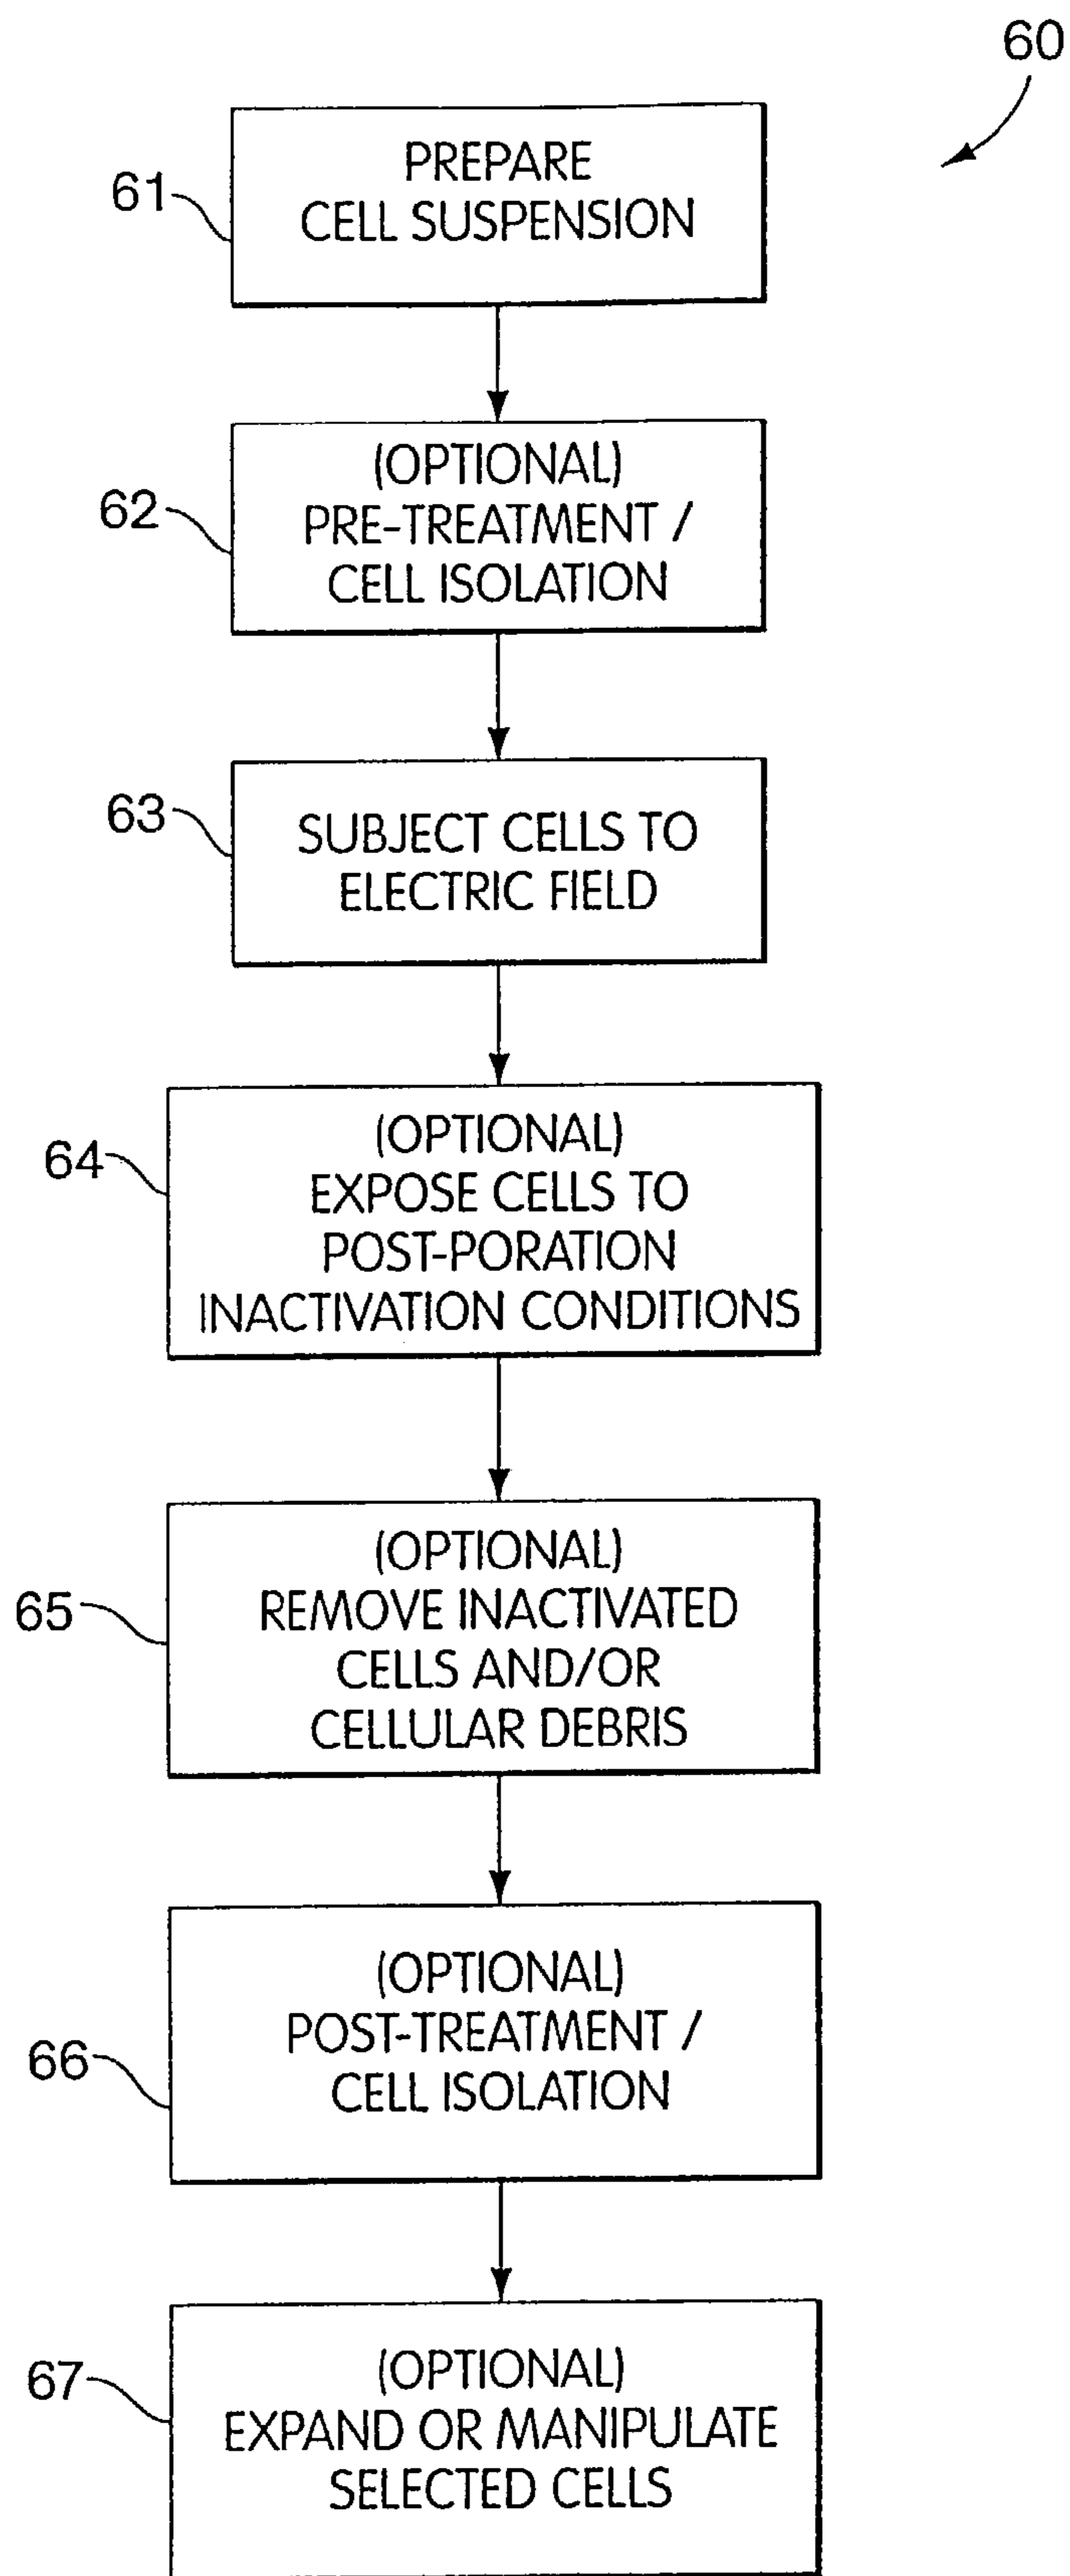 60
61
PREPARE
CELL SUSPENSION
62
(OPTIONAL)
PRE-TREATMENT /
CELL ISOLATION
63
SUBJECT CELLS TO
ELECTRIC FIELD
64
(OPTIONAL)
EXPOSE CELLS TO
POST-PORATION
INACTIVATION CONDITIONS
65
(OPTIONAL)
REMOVE INACTIVATED
CELLS AND/OR
CELLULAR DEBRIS
66
(OPTIONAL)
POST-TREATMENT /
CELL ISOLATION
67
(OPTIONAL)
EXPAND OR MANIPULATE
SELECTED CELLS